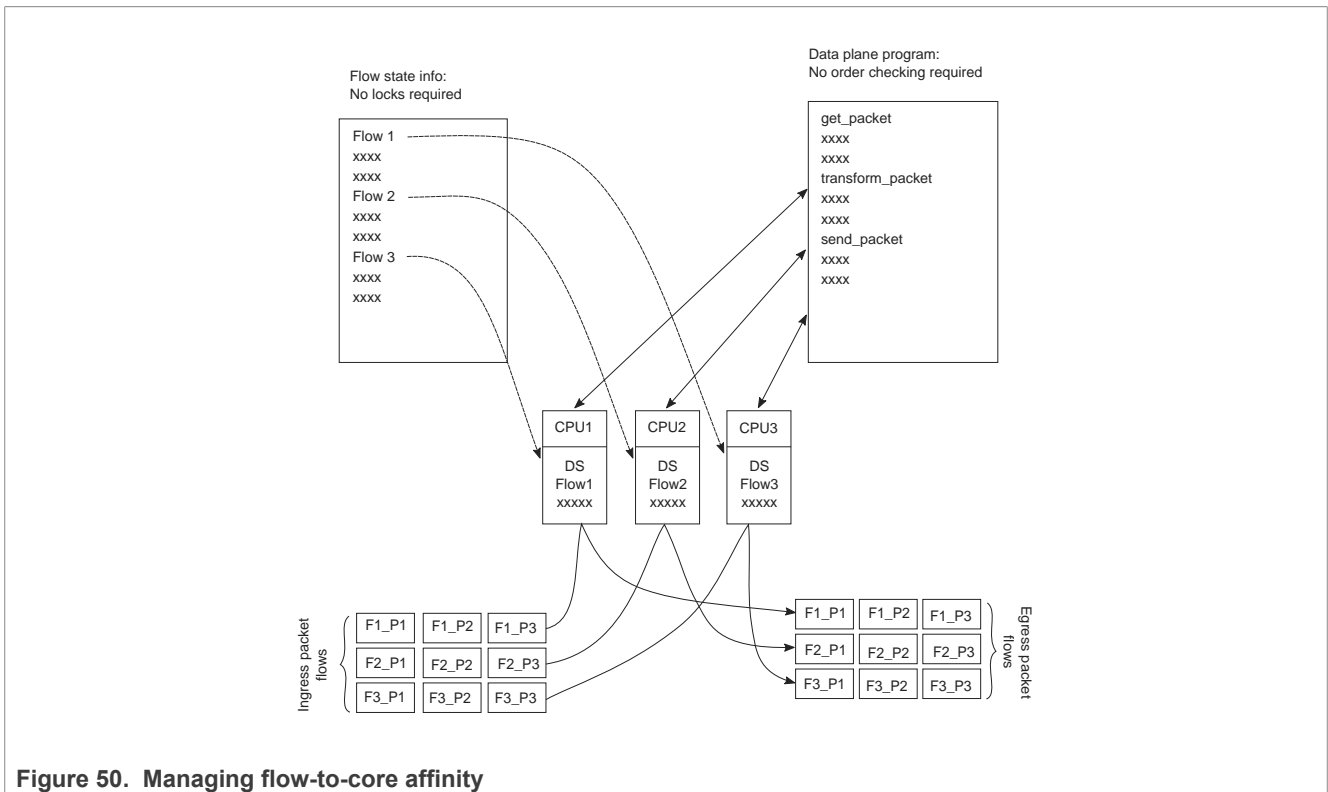 Flow state info:
No locks required
Data plane program:
No order checking required
Flow 1
xxxx
xxxx
Flow 2
xxxx
xxxx
Flow 3
xxxx
xxxx
get_packet
xxxx
xxxx
transform_packet
xxxx
xxxx
send_packet
xxxx
xxxx
CPU1
DS
Flow1
xxxxx
CPU2
DS
Flow2
xxxxx
CPU3
DS
Flow3
xxxxx
Ingress packet
flows
F1_P1 F1_P2 F1_P3
F2_P1 F2_P2 F2_P3
F3_P1 F3_P2 F3_P3
F1_P1 F1_P2 F1_P3
F2_P1 F2_P2 F2_P3
F3_P1 F3_P2 F3_P3
Egress packet
flows
Figure 50. Managing flow-to-core affinity